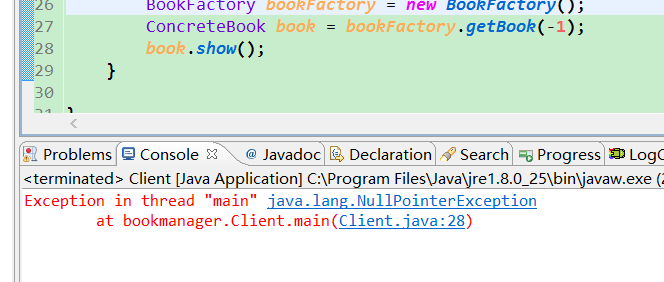 26 BookFactory bookFactory = new BookFactory();
27 ConcreteBook book = bookFactory.getBook(-1);
28 book.show();
29 }
30
31 }
Problems Console Javadoc Declaration Search Progress LogC
<terminated> Client [Java Application] C:\Program Files\Java\jre1.8.0_25\bin\javaw.exe (2
Exception in thread "main" java.lang.NullPointerException
at bookmanager.Client.main(Client.java:28)